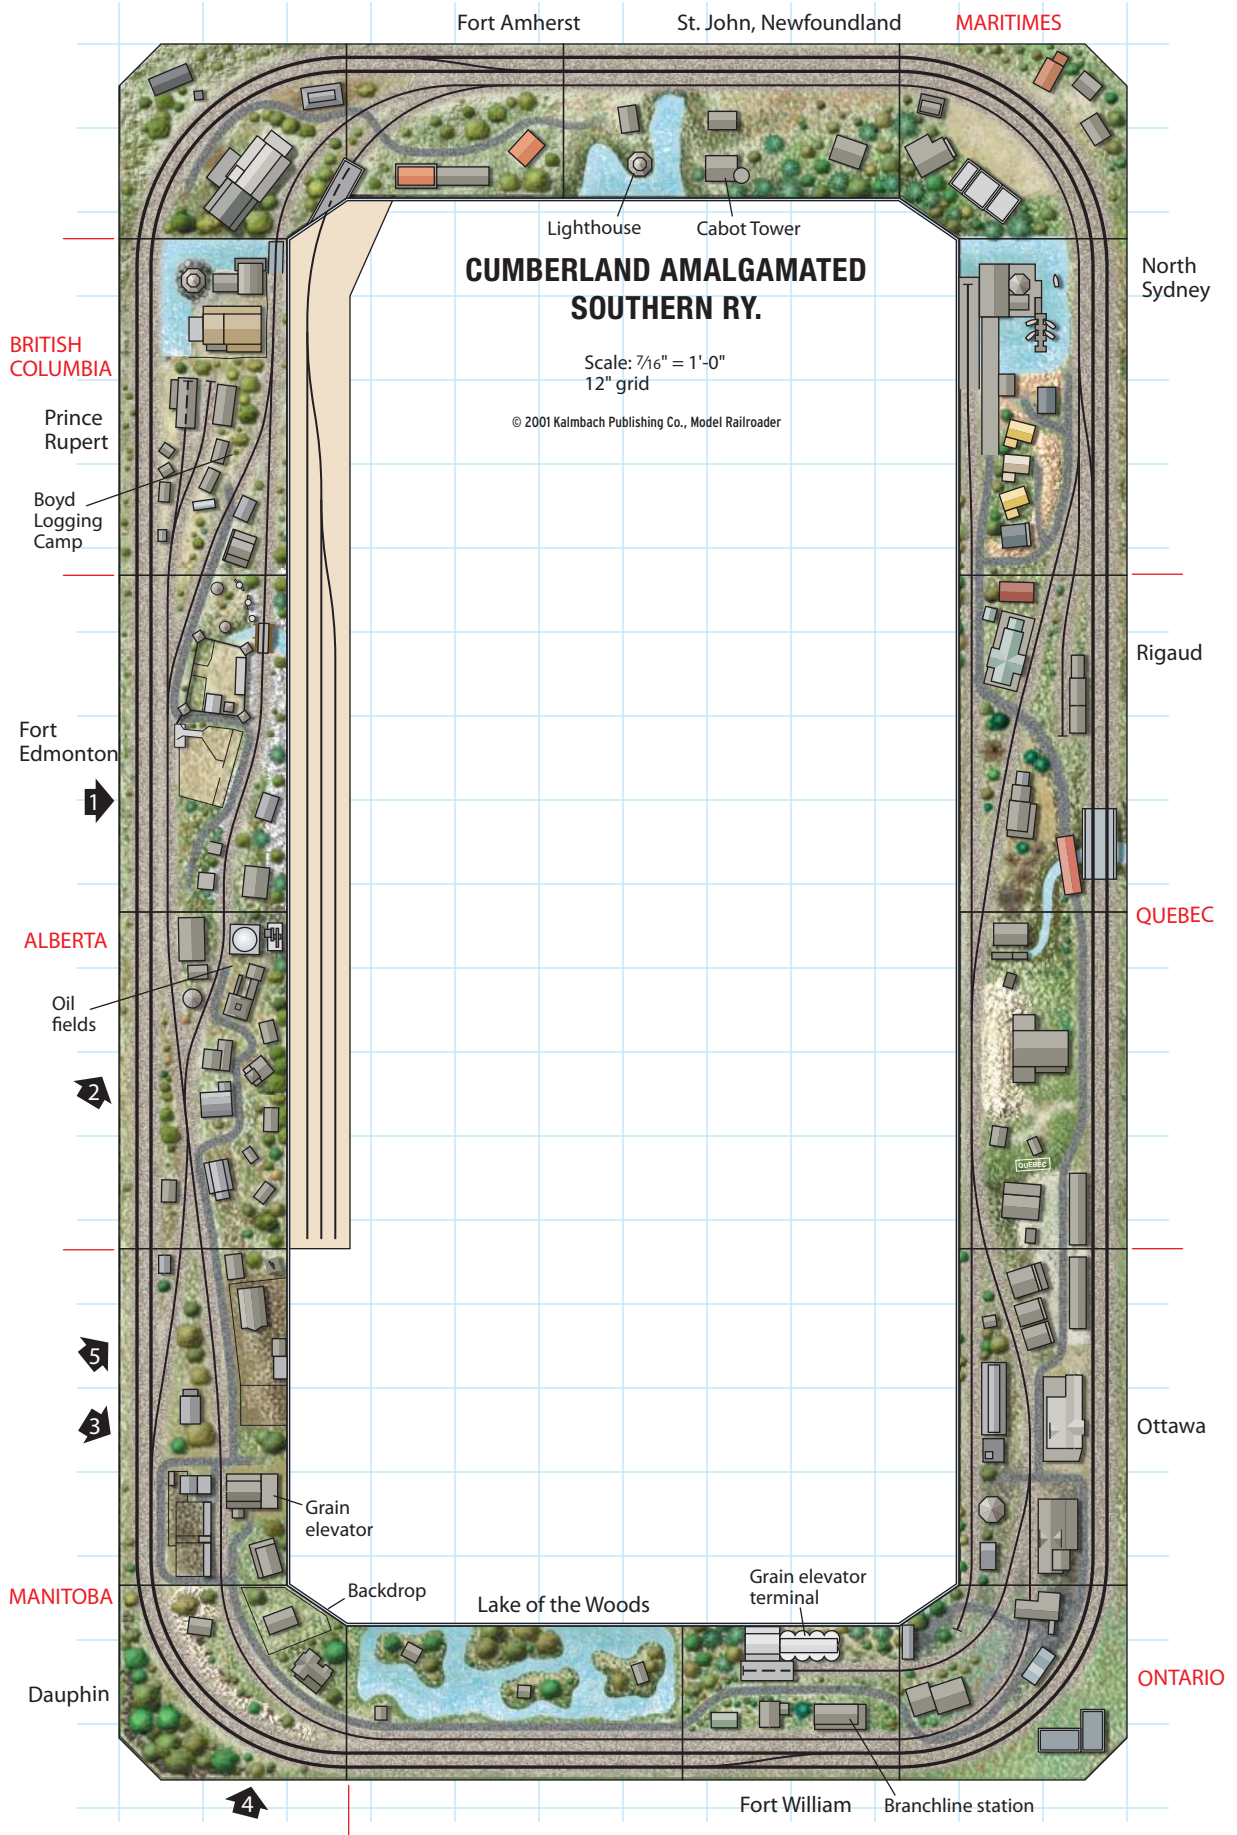 Fort Amherst
St. John, Newfoundland
MARITIMES
Lighthouse
Cabot Tower
CUMBERLAND AMALGAMATED
SOUTHERN RY.
Scale: 7/16" = 1'-0"
12" grid
© 2001 Kalmbach Publishing Co., Model Railroader
North
Sydney
BRITISH
COLUMBIA
Prince
Rupert
Boyd
Logging
Camp
Rigaud
Fort
Edmonton
1
QUEBEC
ALBERTA
Oil
fields
2
QUEBEC
5
3
Ottawa
Grain
elevator
MANITOBA
Backdrop
Lake of the Woods
Grain elevator
terminal
Dauphin
ONTARIO
4
Fort William
Branchline station